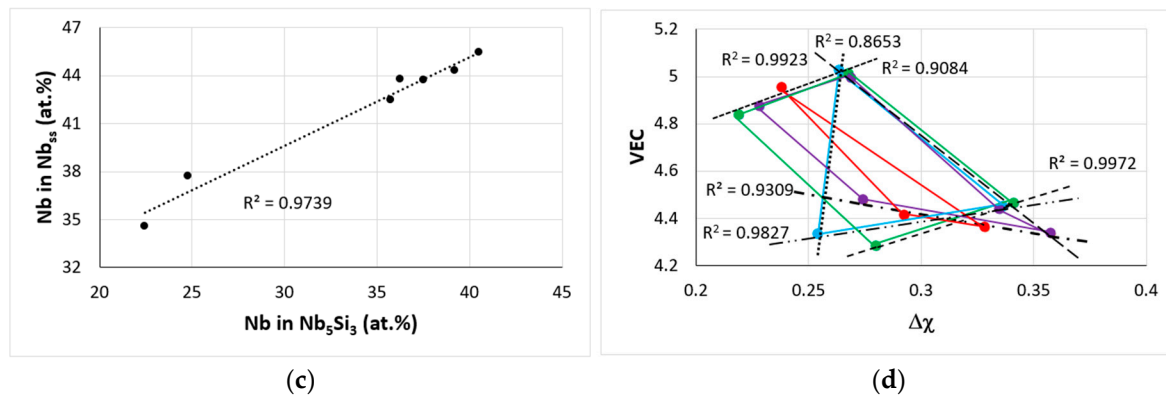 47
44
41
38
35
32
20
25
30
35
40
45
Nb in Nbss (at.%)
Nb in Nb5Si3 (at.%)
R² = 0.9739
(c)
5.2
5
4.8
4.6
4.4
4.2
0.2
0.25
0.3
0.35
0.4
VEC
Δχ
R² = 0.8653
R² = 0.9923
R² = 0.9084
R² = 0.9972
R² = 0.9309
R² = 0.9827
(d)